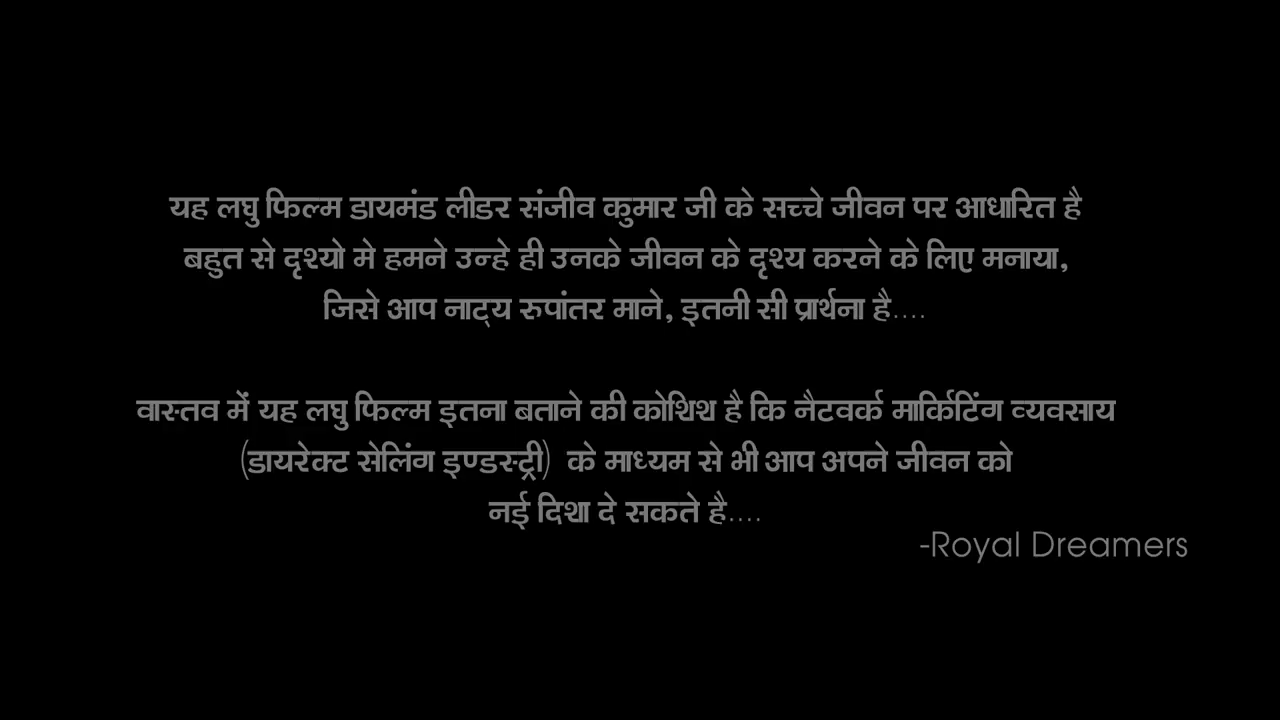 यह लघु फिल्म डायमंड लीडर संजीव कुमार जी के सच्चे जीवन पर आधारित है
बहुत से दृश्यो मे हमने उन्हे ही उनके जीवन के दृश्य करने के लिए मनाया,
जिसे आप नाट्य रुपांतर माने, इतनी सी प्रार्थना है....
वास्तव में यह लघु फिल्म इतना बताने की कोशिश है कि नैटवर्क मार्किटिंग व्यवसाय
(डायरेक्ट सेलिंग इण्डस्ट्री) के माध्यम से भी आप अपने जीवन को
नई दिशा दे सकते है....
-Royal Dreamers